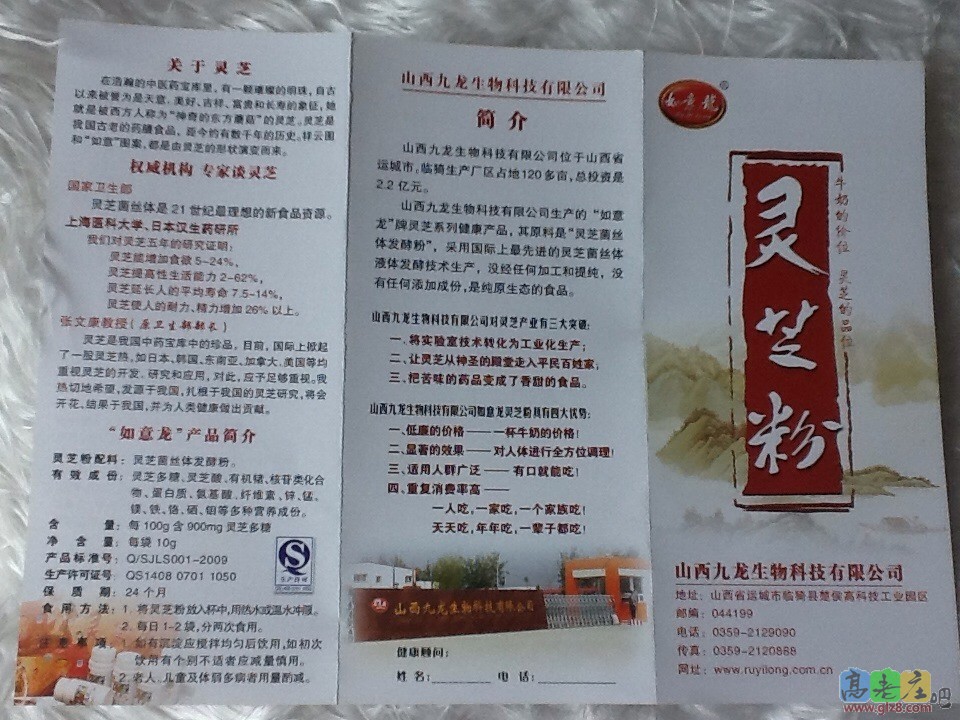 关于灵芝
在浩瀚的中医药宝库里，有一颗璀璨的明珠，自古
以来被誉为是天意、美好、吉祥、富贵和长寿的象征，她
就是被西方人称为“神奇的东方蘑菇”的灵芝。灵芝是
我国古老的药膳食品，距今约有数千年的历史。祥云图
和“如意”图案，都是由灵芝的形状演变而来。
权威机构 专家谈灵芝
国家卫生部
灵芝菌丝体是21世纪最理想的新食品资源。
上海医科大学、日本汉生药研所
我们对灵芝五年的研究证明：
灵芝能增加食欲5-24%，
灵芝提高性生活能力2-62%，
灵芝延长人的平均寿命7.5-14%，
灵芝使人的耐力、精力增加26%以上。
张文康教授(原卫生部部长)
灵芝是我国中药宝库中的珍品，目前，国际上掀起
了一股灵芝热，如日本、韩国、东南亚、加拿大、美国等均
重视灵芝的开发、研究和应用，对此，应予足够重视。我
热切地希望，发源于我国，扎根于我国的灵芝研究，将会
开花、结果于我国，并为人类健康做出贡献。
“如意龙”产品简介
灵芝粉配料：灵芝菌丝体发酵粉。
有效成份：灵芝多糖、灵芝酸、有机锗、核苷类化合
物、蛋白质、氨基酸、纤维素、锌、锰、
镁、铁、铬、硒、钼等多种营养成份。
含量：每100g含900mg灵芝多糖
净含量：每袋10g
产品标准号：Q/SJLS001-2009
生产许可证号：QS1408 0701 1050
保质期：24个月
食用方法：1. 将灵芝粉放入杯中，用热水或温水冲服。
2. 每日1-2袋，分两次食用。
注意事项：1. 如有沉淀应搅拌均匀后饮用，如初次
饮用有个别不适者应减量慎用。
2. 老人、儿童及体弱多病者用量酌减。
生产许可
山西九龙生物科技有限公司
简介
山西九龙生物科技有限公司位于山西省
运城市。临猗生产厂区占地120多亩，总投资是
2.2亿元。
山西九龙生物科技有限公司生产的“如意
龙”牌灵芝系列健康产品，其原料是“灵芝菌丝
体发酵粉”，采用国际上最先进的灵芝菌丝体
液体发酵技术生产，没经任何加工和提纯，没
有任何添加成份，是纯原生态的食品。
山西九龙生物科技有限公司对灵芝产业有三大突破：
一、将实验室技术转化为工业化生产；
二、让灵芝从神圣的殿堂走入平民百姓家；
三、把苦味的药品变成了香甜的食品。
山西九龙生物科技有限公司如意龙灵芝粉具有四大优势：
一、低廉的价格——一杯牛奶的价格！
二、显著的效果——对人体进行全方位调理！
三、适用人群广泛——有口就能吃！
四、重复消费率高——
一人吃，一家吃，一个家族吃！
天天吃，年年吃，一辈子都吃！
山西九龙生物科技有限公司
健康顾问：
姓名：________ 电话：________
如意龙
®
灵芝粉
牛奶的价位 灵芝的品位
山西九龙生物科技有限公司
地址：山西省运城市临猗县楚侯高科技工业园区
邮编：044199
电话：0359-2129090
传真：0359-2120888
网址：www.ruyilong.com.cn
高老庄吧
www.glz8.com